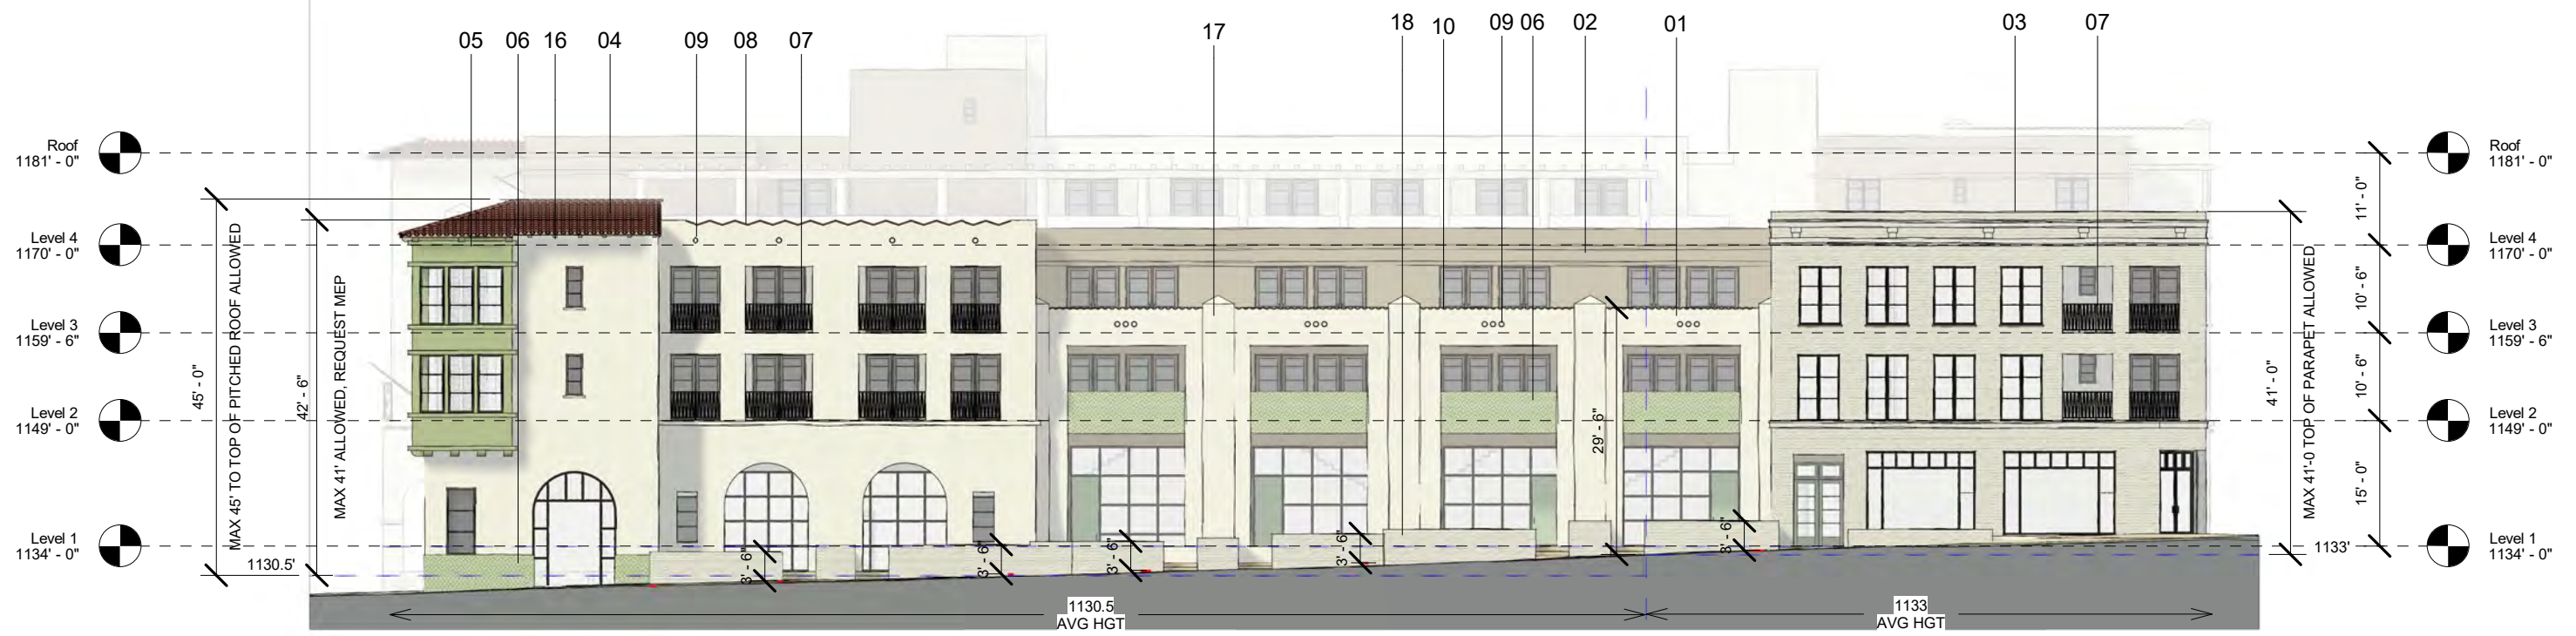 05 06 16 04 09 08 07 17 18 10 09 06 02 01 03 07
Roof
1181' - 0"
Level 4
1170' - 0"
Level 3
1159' - 6"
Level 2
1149' - 0"
Level 1
1134' - 0"
45' - 0"
MAX 45' TO TOP OF PITCHED ROOF ALLOWED
42' - 6"
MAX 41' ALLOWED, REQUEST MEP
1130.5'
3' - 6"
3' - 6"
3' - 6"
3' - 6"
29' - 6"
3' - 6"
1130.5
AVG HGT
1133
AVG HGT
41' - 0"
MAX 41'-0 TOP OF PARAPET ALLOWED
1133'
11' - 0"
10' - 6"
10' - 6"
15' - 0"
Roof
1181' - 0"
Level 4
1170' - 0"
Level 3
1159' - 6"
Level 2
1149' - 0"
Level 1
1134' - 0"